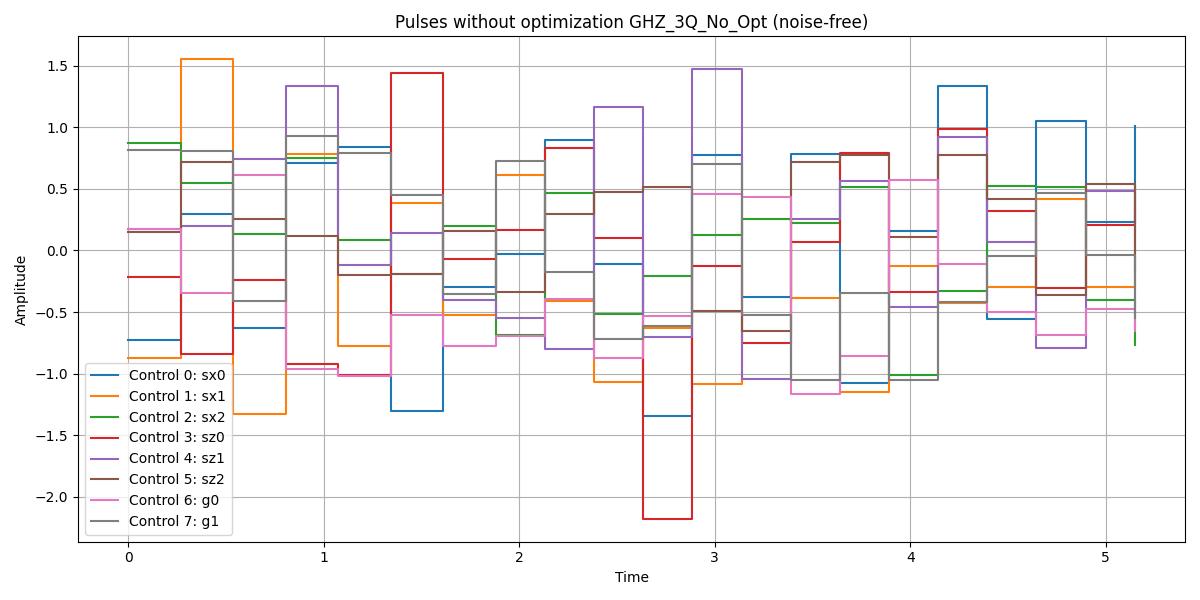 Pulses without optimization GHZ_3Q_No_Opt (noise-free)
Amplitude
1.5
1.0
0.5
0.0
−0.5
−1.0
−1.5
−2.0
Control 0: sx0
Control 1: sx1
Control 2: sx2
Control 3: sz0
Control 4: sz1
Control 5: sz2
Control 6: g0
Control 7: g1
0 1 2 3 4 5
Time